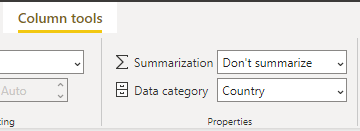 Column tools
Summarization Don't summarize
Auto
Data category Country
Properties